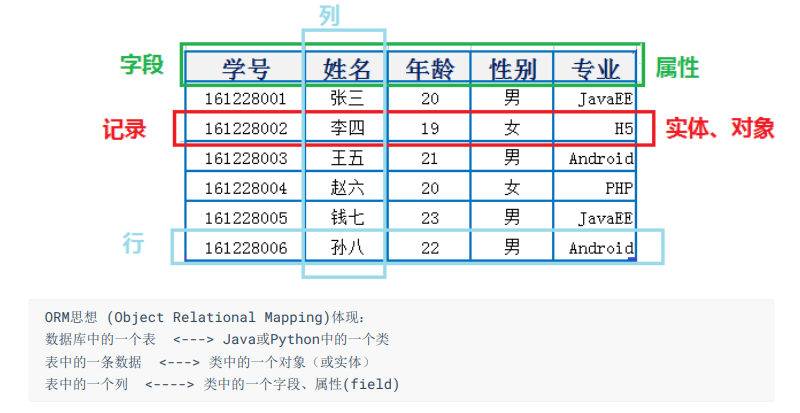 列
字段 学号 姓名 年龄 性别 专业 属性
161228001 张三 20 男 JavaEE
记录 161228002 李四 19 女 H5 实体、对象
161228003 王五 21 男 Android
161228004 赵六 20 女 PHP
161228005 钱七 23 男 JavaEE
行 161228006 孙八 22 男 Android
ORM思想 (Object Relational Mapping)体现:
数据库中的一个表 <---> Java或Python中的一个类
表中的一条数据 <---> 类中的一个对象（或实体）
表中的一个列 <----> 类中的一个字段、属性(field)